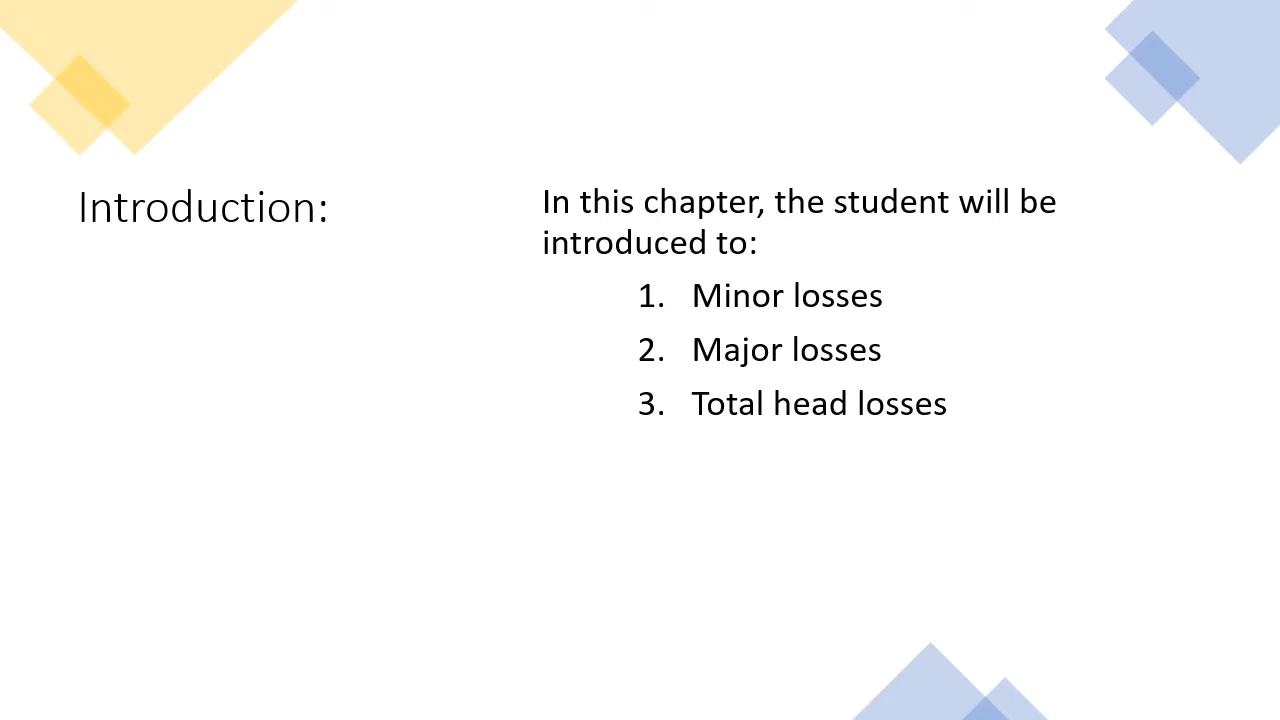 Introduction:
In this chapter, the student will be
introduced to:
1. Minor losses
2. Major losses
3. Total head losses